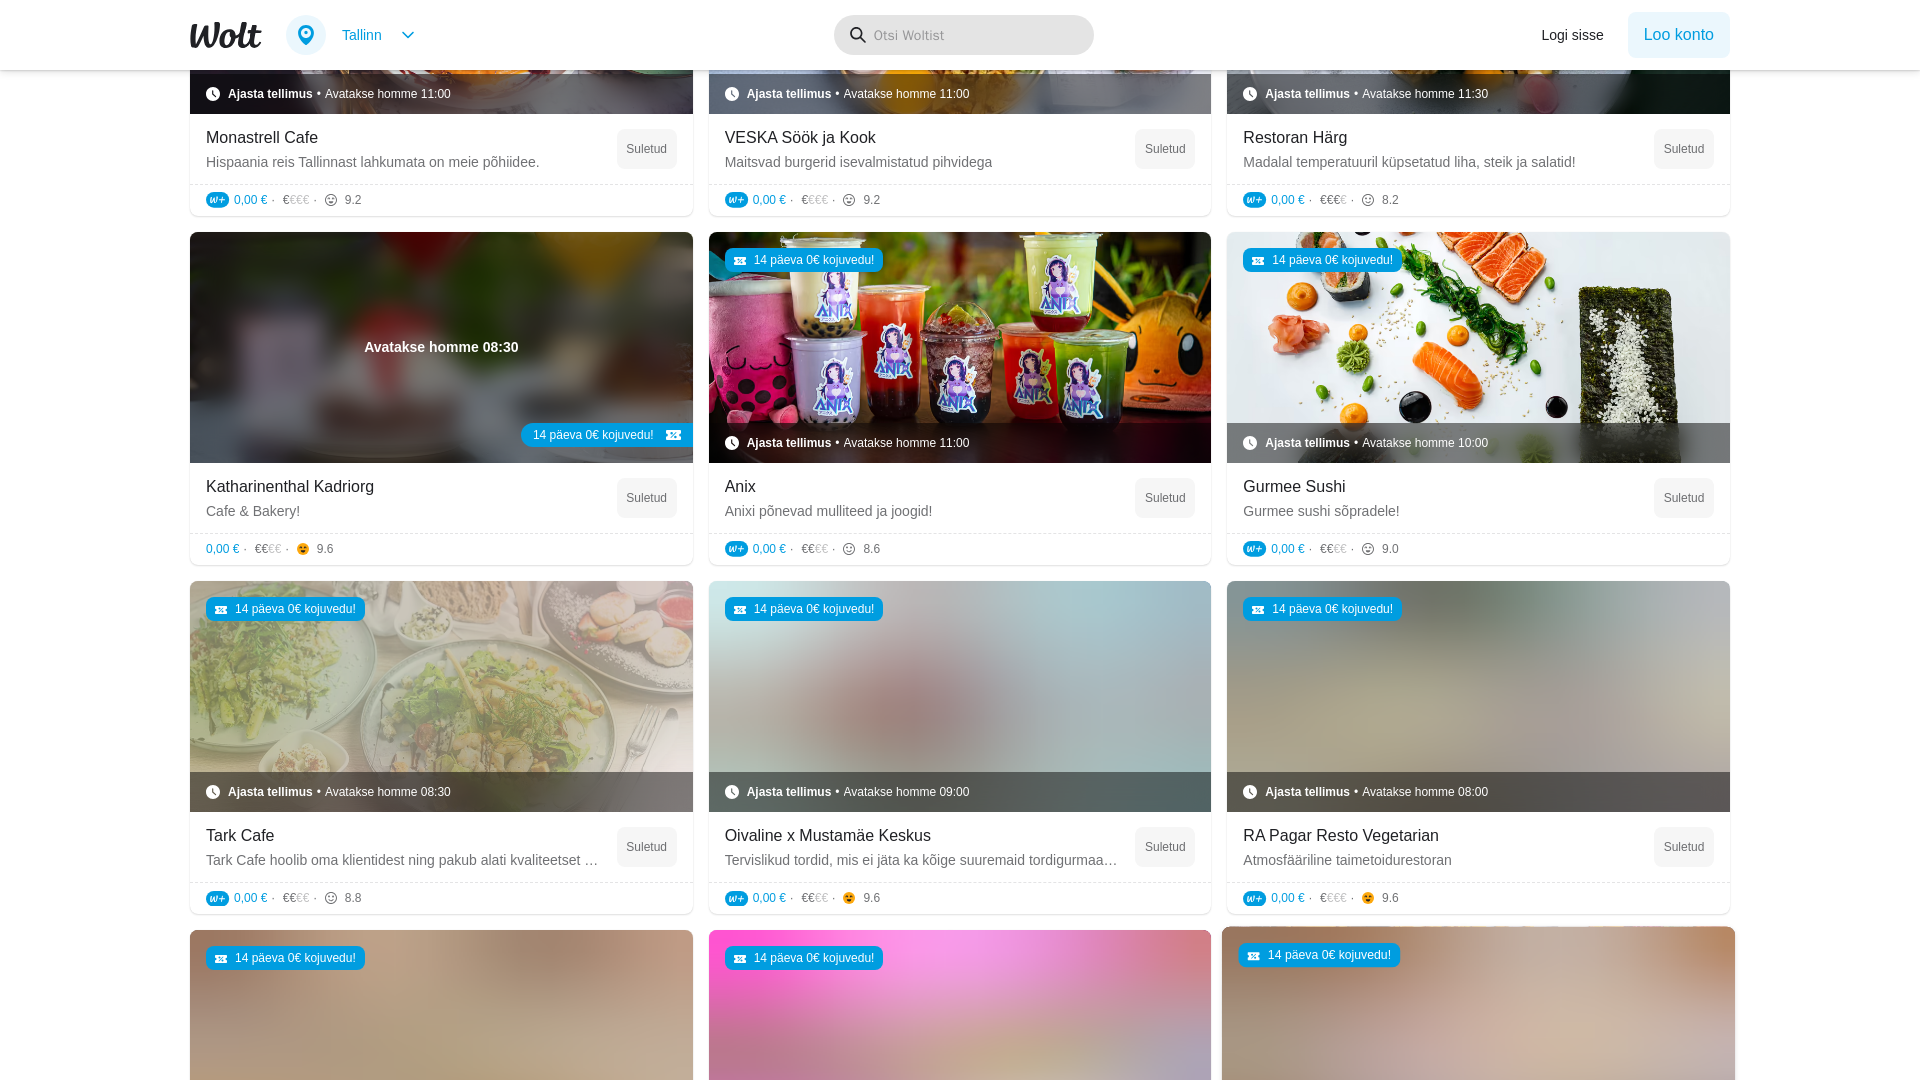 Wolt
Tallinn
Otsi Woltist
Logi sisse
Loo konto
Ajasta tellimus • Avatakse homme 11:00
Ajasta tellimus • Avatakse homme 11:00
Ajasta tellimus • Avatakse homme 11:30
Monastrell Cafe
Hispaania reis Tallinnast lahkumata on meie põhiidee.
Suletud
VESKA Söök ja Kook
Maitsvad burgerid isevalmistatud pihvidega
Suletud
Restoran Härg
Madalal temperatuuril küpsetatud liha, steik ja salatid!
Suletud
W+ 0,00 € · €€€€ · 9.2
W+ 0,00 € · €€€€ · 9.2
W+ 0,00 € · €€€€ · 8.2
Avatakse homme 08:30
14 päeva 0€ kojuvedu!
14 päeva 0€ kojuvedu!
ANIX
ANIX
ANIX
ANIX
ANIX
ANIX
ANIX
Ajasta tellimus • Avatakse homme 11:00
14 päeva 0€ kojuvedu!
Ajasta tellimus • Avatakse homme 10:00
Katharinenthal Kadriorg
Cafe & Bakery!
Suletud
Anix
Anixi põnevad mulliteed ja joogid!
Suletud
Gurmee Sushi
Gurmee sushi sõpradele!
Suletud
0,00 € · €€€€ · 9.6
W+ 0,00 € · €€€€ · 8.6
W+ 0,00 € · €€€€ · 9.0
14 päeva 0€ kojuvedu!
14 päeva 0€ kojuvedu!
14 päeva 0€ kojuvedu!
Ajasta tellimus • Avatakse homme 08:30
Ajasta tellimus • Avatakse homme 09:00
Ajasta tellimus • Avatakse homme 08:00
Tark Cafe
Tark Cafe hoolib oma klientidest ning pakub alati kvaliteetset …
Suletud
Oivaline x Mustamäe Keskus
Tervislikud tordid, mis ei jäta ka kõige suuremaid tordigurmaa…
Suletud
RA Pagar Resto Vegetarian
Atmosfääriline taimetoidurestoran
Suletud
W+ 0,00 € · €€€€ · 8.8
W+ 0,00 € · €€€€ · 9.6
W+ 0,00 € · €€€€ · 9.6
14 päeva 0€ kojuvedu!
14 päeva 0€ kojuvedu!
14 päeva 0€ kojuvedu!